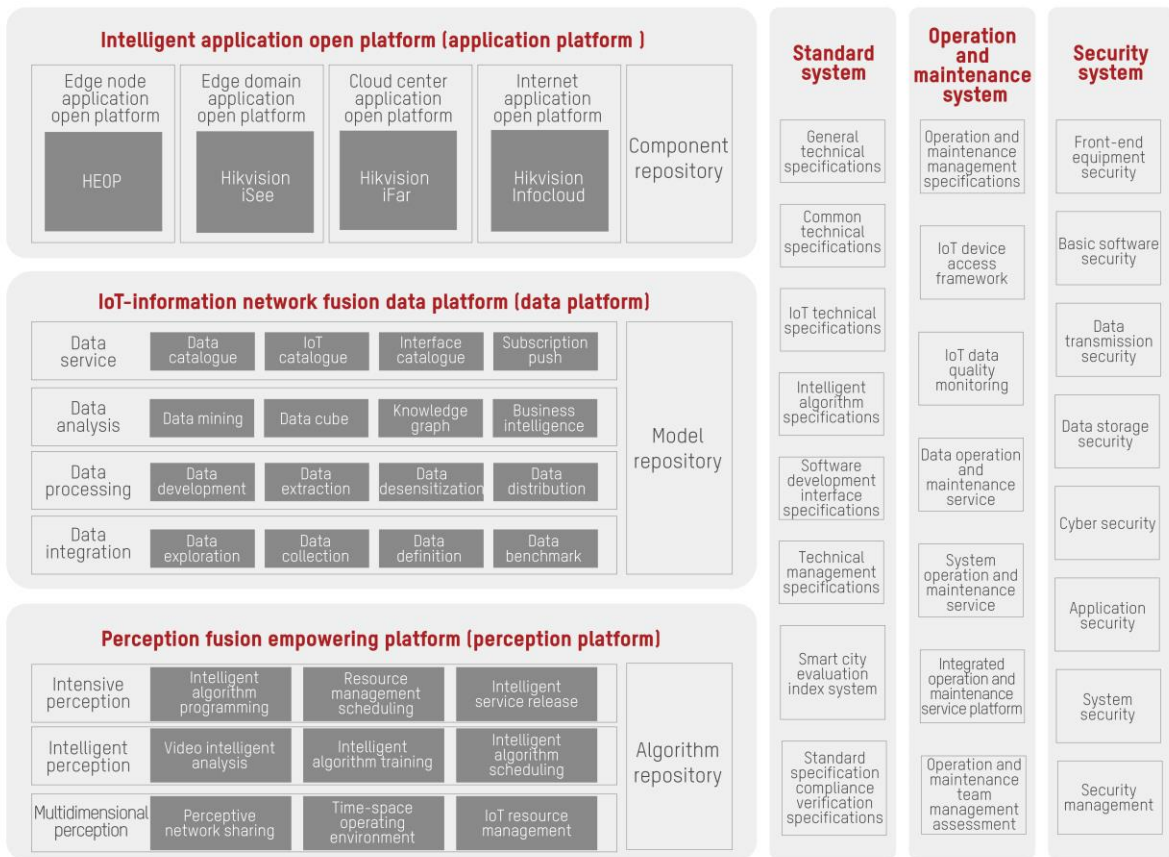 Intelligent application open platform (application platform )
Edge node
application
open platform
HEOP
Edge domain
application
open platform
Hikvision
iSee
Cloud center
application
open platform
Hikvision
iFar
Internet
application
open platform
Hikvision
Infocloud
Component
repository
IoT-information network fusion data platform (data platform)
Data
service
Data
catalogue
IoT
catalogue
Interface
catalogue
Subscription
push
Data
analysis
Data mining
Data cube
Knowledge
graph
Business
intelligence
Data
processing
Data
development
Data
extraction
Data
desensitization
Data
distribution
Data
integration
Data
exploration
Data
collection
Data
definition
Data
benchmark
Model
repository
Perception fusion empowering platform (perception platform)
Intensive
perception
Intelligent
algorithm
programming
Resource
management
scheduling
Intelligent
service release
Intelligent
perception
Video intelligent
analysis
Intelligent
algorithm training
Intelligent
algorithm
scheduling
Multidimensional
perception
Perceptive
network sharing
Time-space
operating
environment
IoT resource
management
Algorithm
repository
Standard
system
General
technical
specifications
Common
technical
specifications
IoT technical
specifications
Intelligent
algorithm
specifications
Software
development
interface
specifications
Technical
management
specifications
Smart city
evaluation
index system
Standard
specification
compliance
verification
specifications
Operation
and
maintenance
system
Operation and
maintenance
management
specifications
IoT device
access
framework
IoT data
quality
monitoring
Data operation
and
maintenance
service
System
operation and
maintenance
service
Integrated
operation and
maintenance
service platform
Operation and
maintenance
team
management
assessment
Security
system
Front-end
equipment
security
Basic software
security
Data
transmission
security
Data storage
security
Cyber security
Application
security
System
security
Security
management